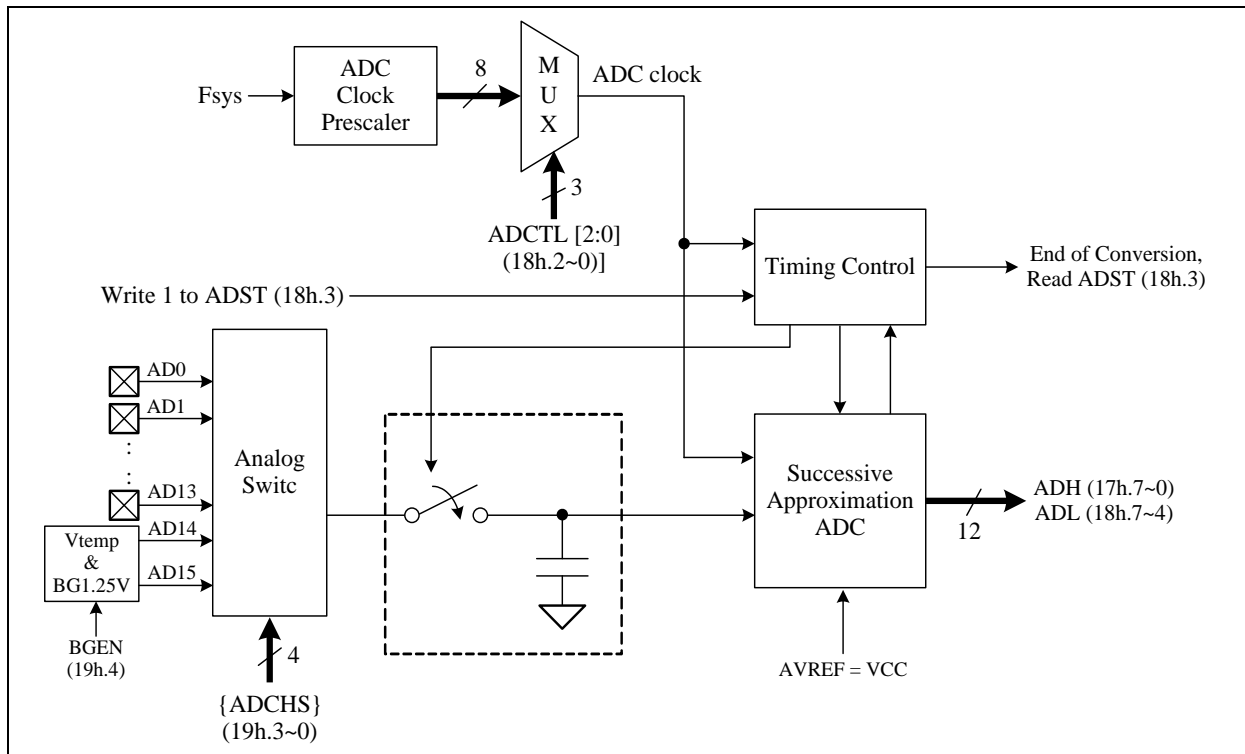 Fsys
ADC
Clock
Prescaler
8
M
U
X
ADC clock
3
ADCTL [2:0]
(18h.2~0)]
Timing Control
End of Conversion,
Read ADST (18h.3)
Write 1 to ADST (18h.3)
AD0
AD1
AD13
AD14
AD15
Vtemp
&
BG1.25V
BGEN
(19h.4)
Analog
Switc
4
{ADCHS}
(19h.3~0)
Successive
Approximation
ADC
12
ADH (17h.7~0)
ADL (18h.7~4)
AVREF = VCC